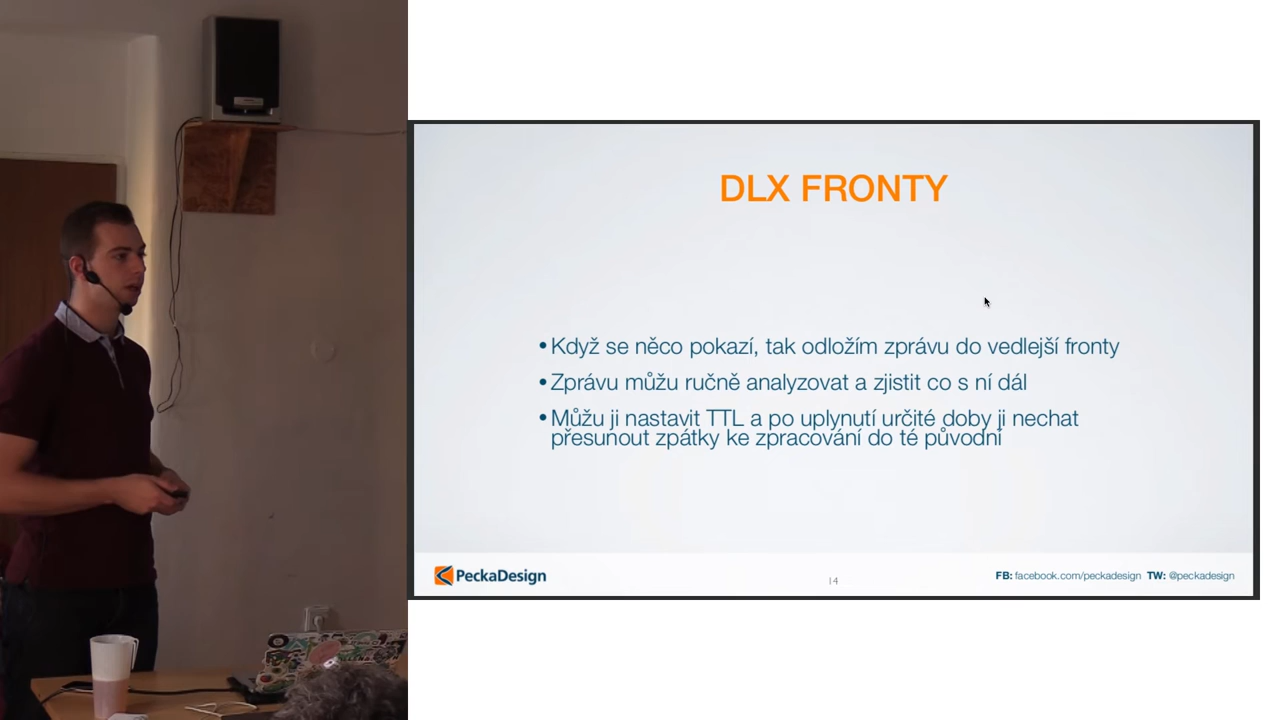 DLX FRONTY
•Když se něco pokazí, tak odložím zprávu do vedlejší fronty
•Zprávu můžu ručně analyzovat a zjistit co s ní dál
•Můžu ji nastavit TTL a po uplynutí určité doby ji nechat
přesunout zpátky ke zpracování do té původní
PeckaDesign
14
FB: facebook.com/peckadesign TW: @peckadesign